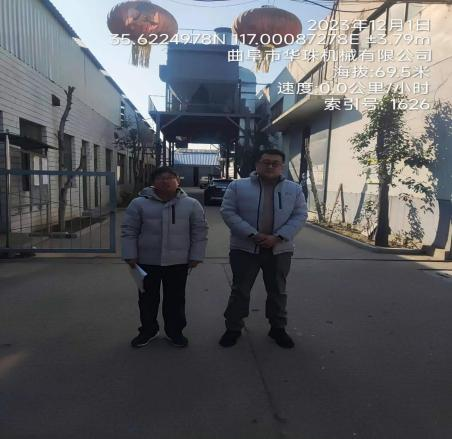 2023年12月1日
35.6224978N 117.00087278E ±3.79m
曲阜市华珠机械有限公司
海拔:69.5米
速度:0.0公里/小时
索引号:1626